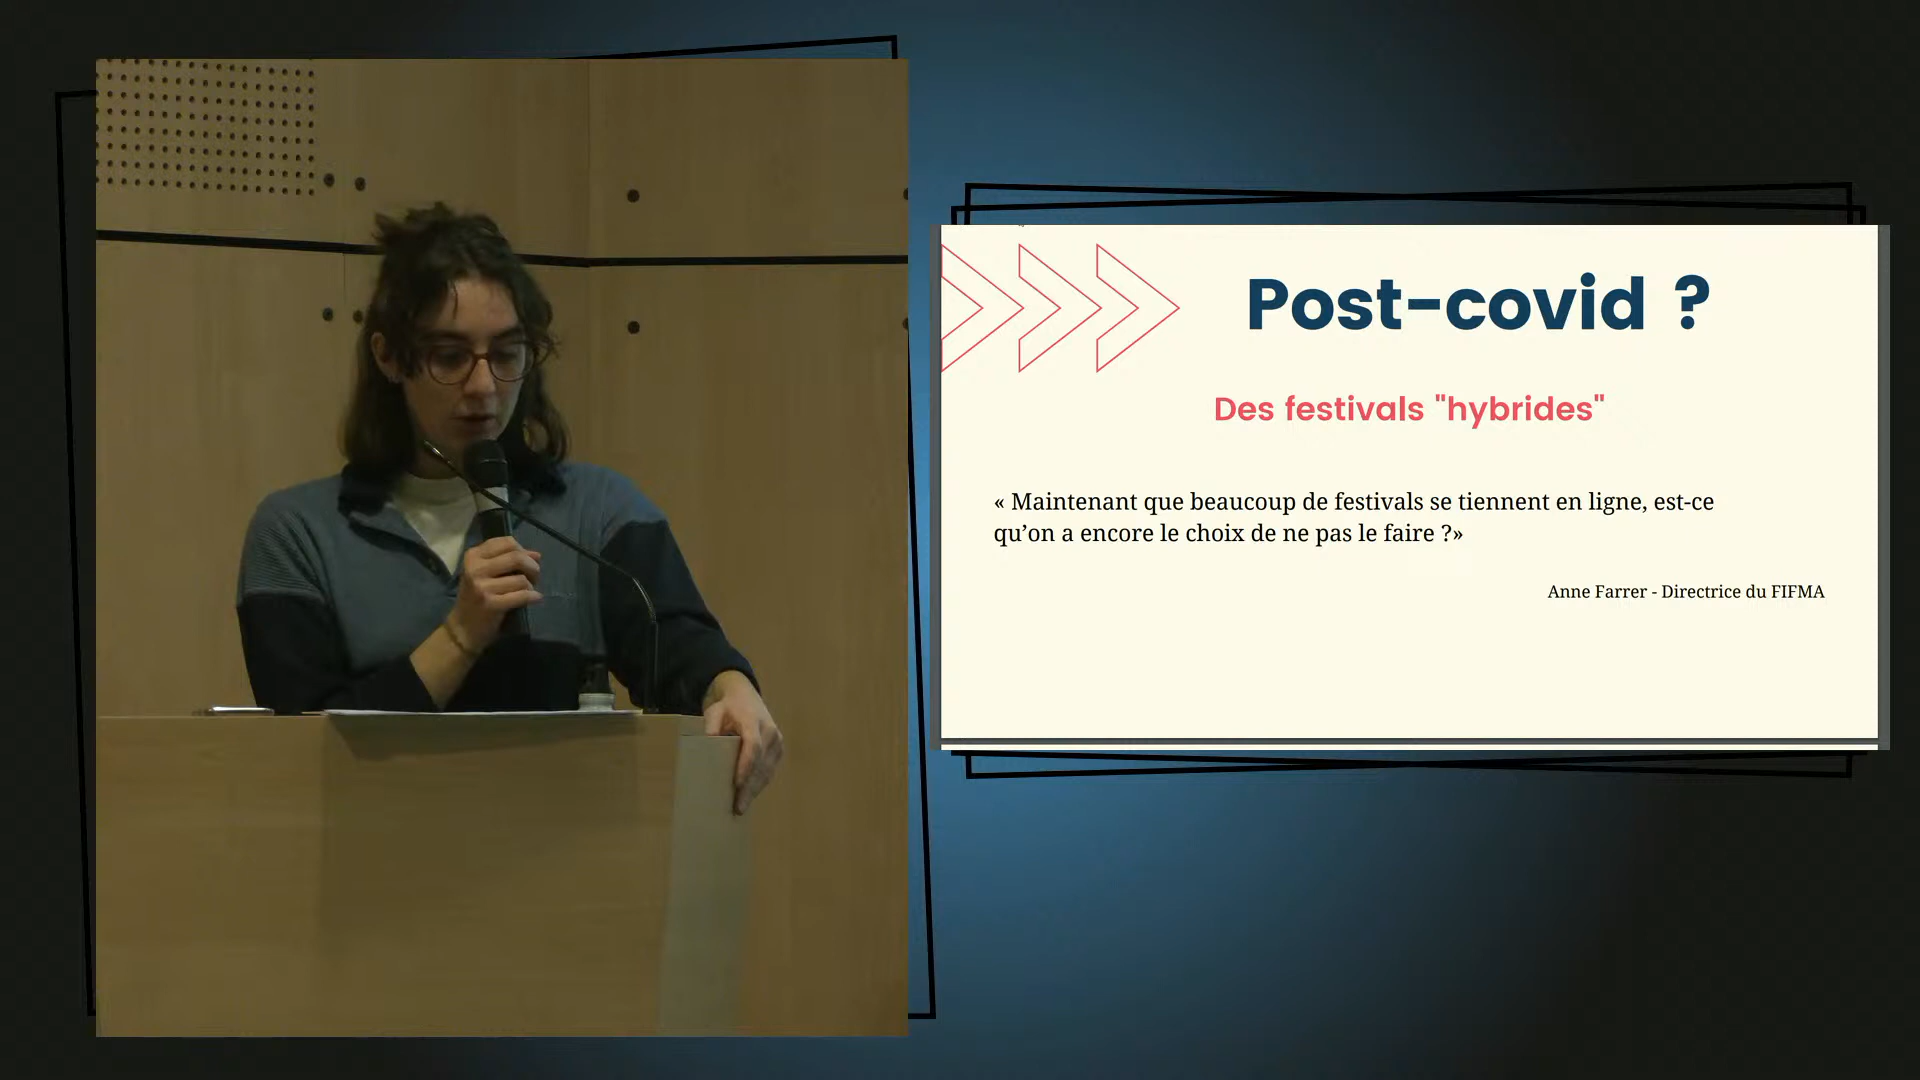 Post-covid ?
Des festivals "hybrides"
« Maintenant que beaucoup de festivals se tiennent en ligne, est-ce
qu’on a encore le choix de ne pas le faire ?»
Anne Farrer - Directrice du FIFMA